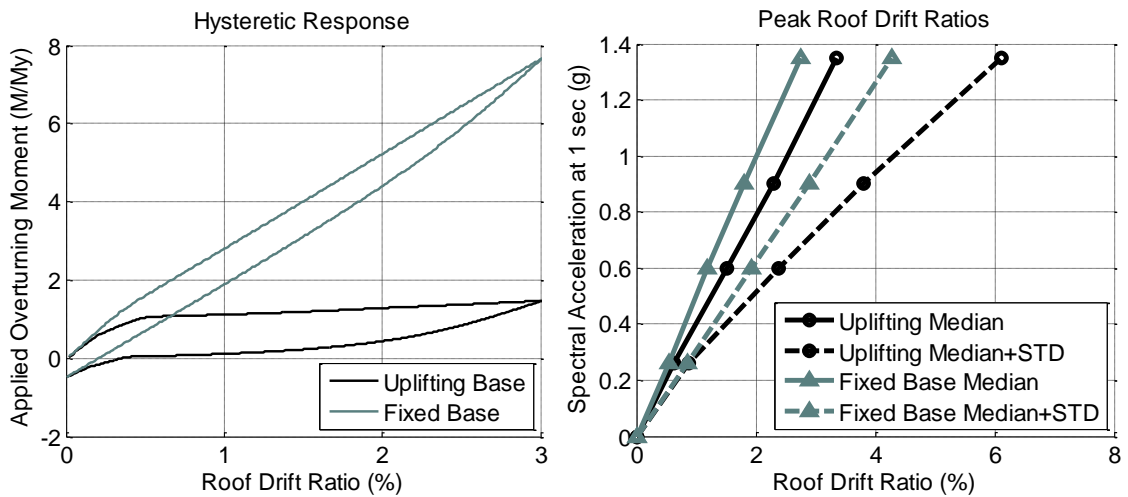 Hysteretic Response
Applied Overturning Moment (M/My)
8
6
4
2
0
-2
0
1
2
3
Roof Drift Ratio (%)
Uplifting Base
Fixed Base
Peak Roof Drift Ratios
Spectral Acceleration at 1 sec (g)
1.4
1.2
1
0.8
0.6
0.4
0.2
0
0
2
4
6
8
Roof Drift Ratio (%)
Uplifting Median
Uplifting Median+STD
Fixed Base Median
Fixed Base Median+STD